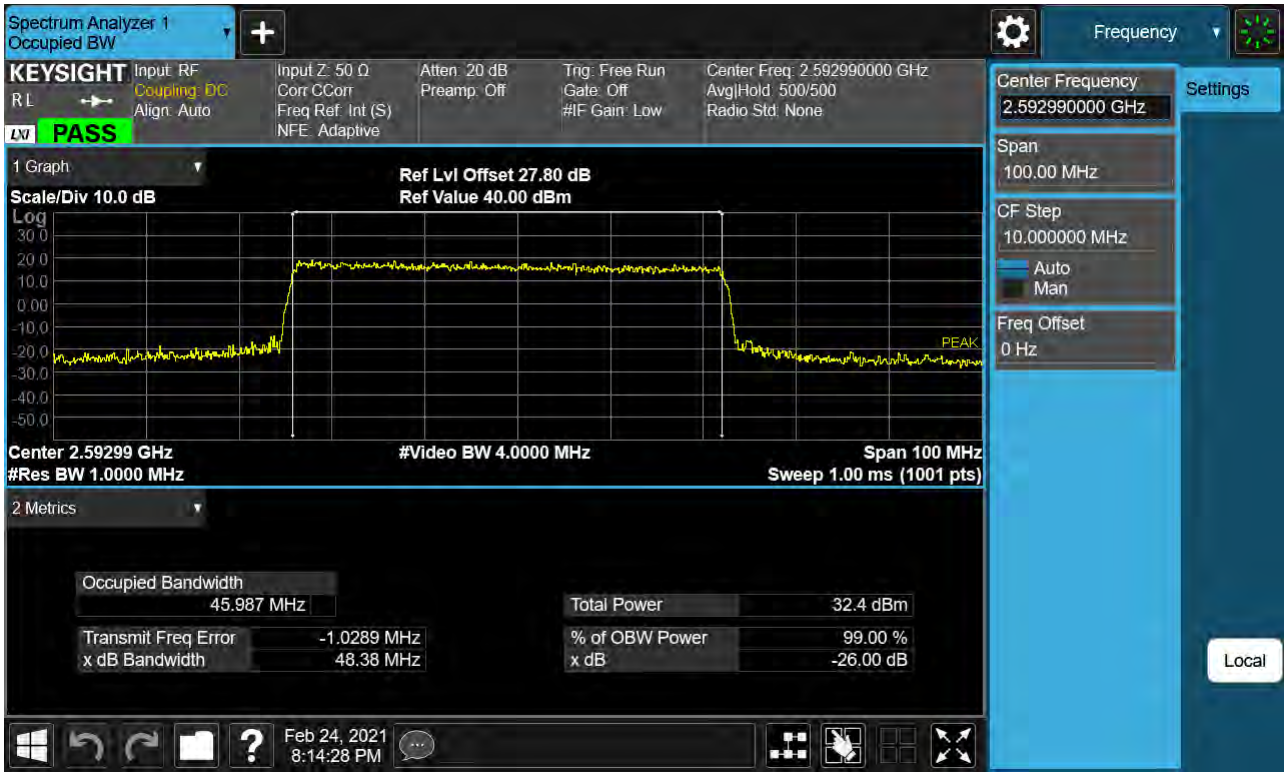 Spectrum Analyzer 1
Occupied BW
+
Frequency
KEYSIGHT
RL
LXI PASS
Input: RF
Coupling: DC
Align: Auto
Input Z: 50 Ω
Corr CCorr
Freq Ref: Int (S)
NFE: Adaptive
Atten: 20 dB
Preamp: Off
Trig: Free Run
Gate: Off
#IF Gain: Low
Center Freq: 2.592990000 GHz
Avg|Hold: 500/500
Radio Std: None
Center Frequency
2.592990000 GHz
Settings
Span
100.00 MHz
CF Step
10.000000 MHz
Auto
Man
Freq Offset
0 Hz
Local
1 Graph
Scale/Div 10.0 dB
Ref Lvl Offset 27.80 dB
Ref Value 40.00 dBm
Log
30.0
20.0
10.0
0.00
-10.0
-20.0
-30.0
-40.0
-50.0
PEAK
Center 2.59299 GHz
#Video BW 4.0000 MHz
Span 100 MHz
#Res BW 1.0000 MHz
Sweep 1.00 ms (1001 pts)
2 Metrics
Occupied Bandwidth
45.987 MHz
Total Power 32.4 dBm
Transmit Freq Error -1.0289 MHz
% of OBW Power 99.00 %
x dB Bandwidth 48.38 MHz
x dB -26.00 dB
?
Feb 24, 2021
8:14:28 PM